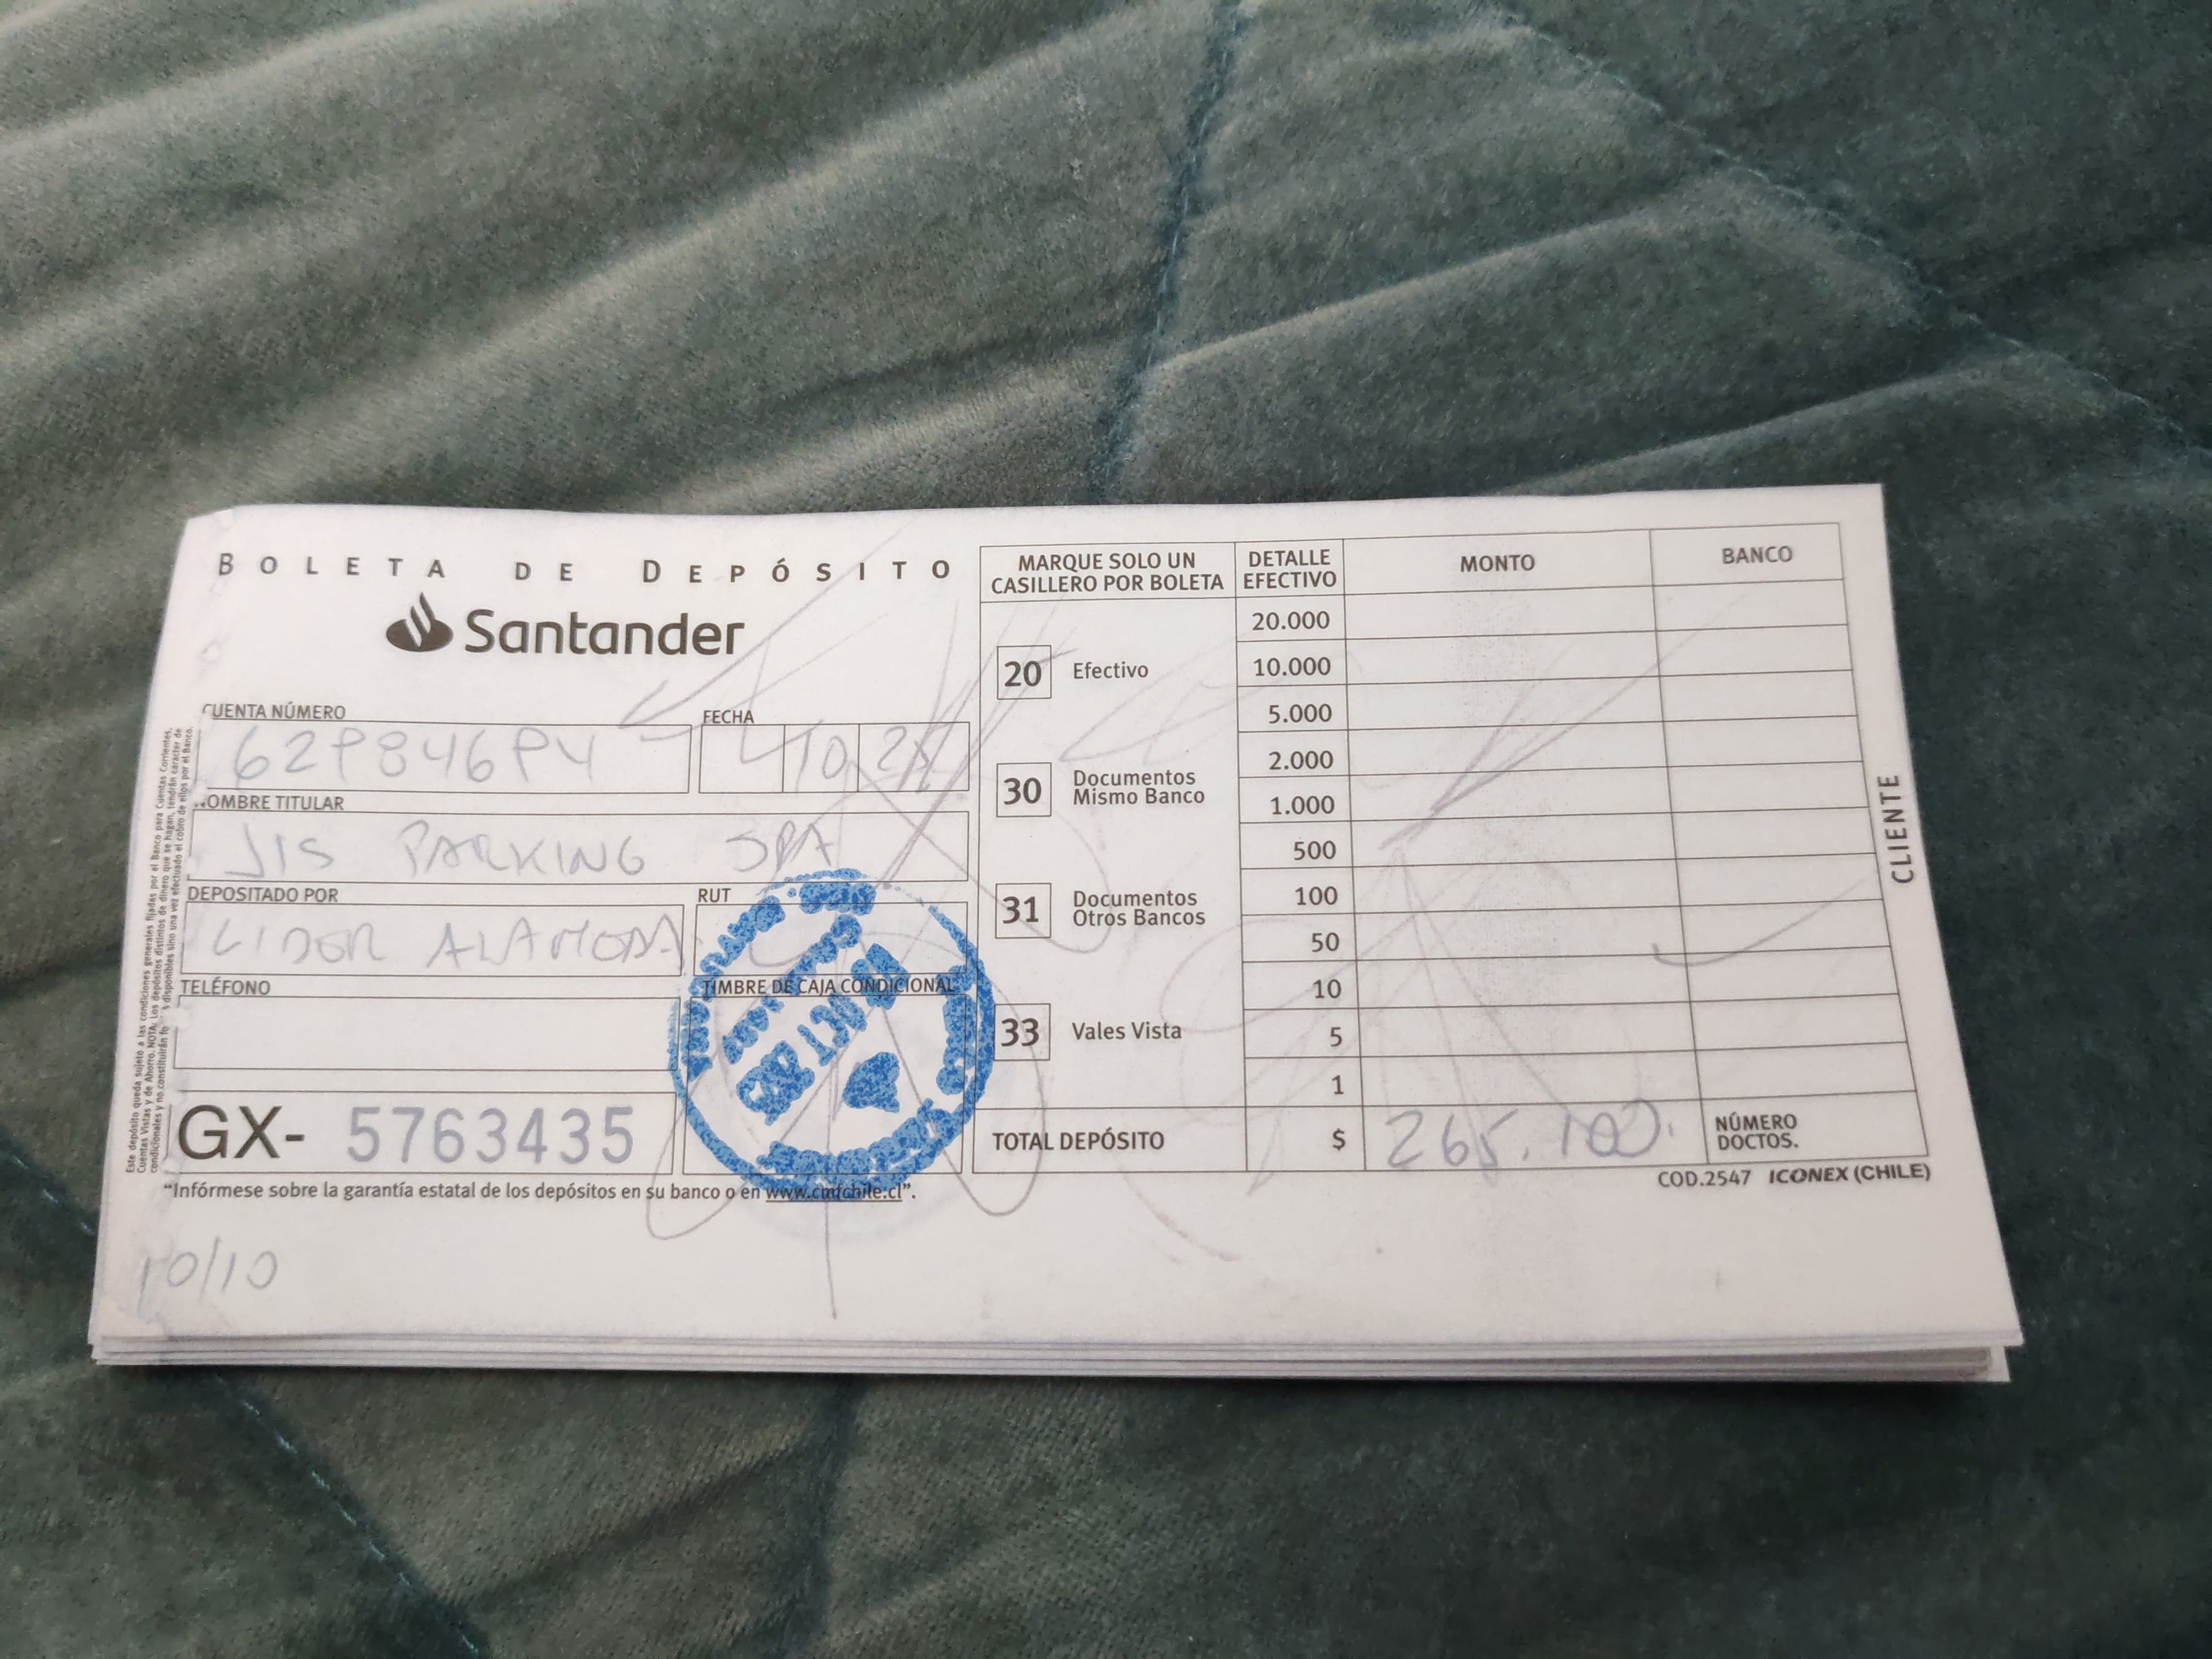 BOLETA DE DEPÓSITO
Santander
CUENTA NÚMERO
62984694
FECHA
10
NOMBRE TITULAR
JIS PARKING SPA
DEPOSITADO POR
LIDER ALAMEDA
RUT
TELÉFONO
TIMBRE DE CAJA CONDICIONAL
OCT
GX- 5763435
"Infórmese sobre la garantía estatal de los depósitos en su banco o en www.cmfchile.cl".
10/10
MARQUE SOLO UN
CASILLERO POR BOLETA
20 Efectivo
30 Documentos
Mismo Banco
31 Documentos
Otros Bancos
33 Vales Vista
DETALLE
EFECTIVO
20.000
10.000
5.000
2.000
1.000
500
100
50
10
5
1
MONTO
BANCO
TOTAL DEPÓSITO $ 265.100.
NÚMERO
DOCTOS.
COD.2547 ICONEX (CHILE)
CLIENTE